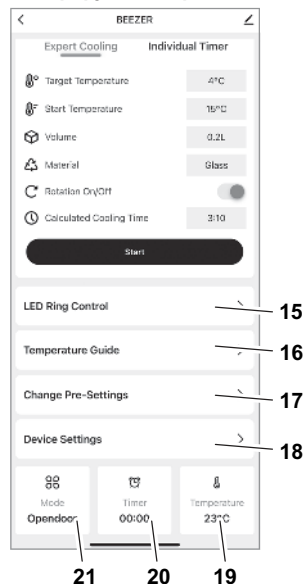 BEEZER
Expert Cooling Individual Timer
Target Temperature 4°C
Start Temperature 15°C
Volume 0.2L
Material Glass
Rotation On/Off
Calculated Cooling Time 3:10
Start
LED Ring Control
15
Temperature Guide
16
Change Pre-Settings
17
Device Settings
18
Mode Timer Temperature
Opendoor 00:00 23°C
21 20 19